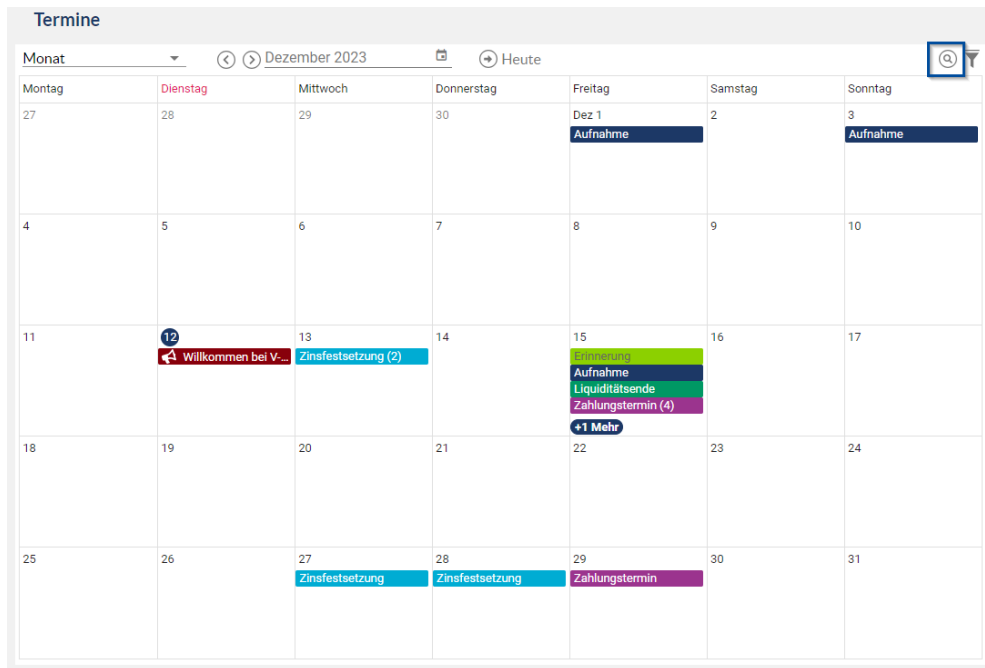 Termine
Monat Dezember 2023 Heute
Montag Dienstag Mittwoch Donnerstag Freitag Samstag Sonntag
27 28 29 30 Dez 1 2 3
Aufnahme Aufnahme
4 5 6 7 8 9 10
11 12 13 14 15 16 17
Willkommen bei V-... Zinsfestsetzung (2) Erinnerung
Aufnahme
Liquiditätsende
Zahlungstermin (4)
+1 Mehr
18 19 20 21 22 23 24
25 26 27 28 29 30 31
Zinsfestsetzung Zinsfestsetzung Zahlungstermin